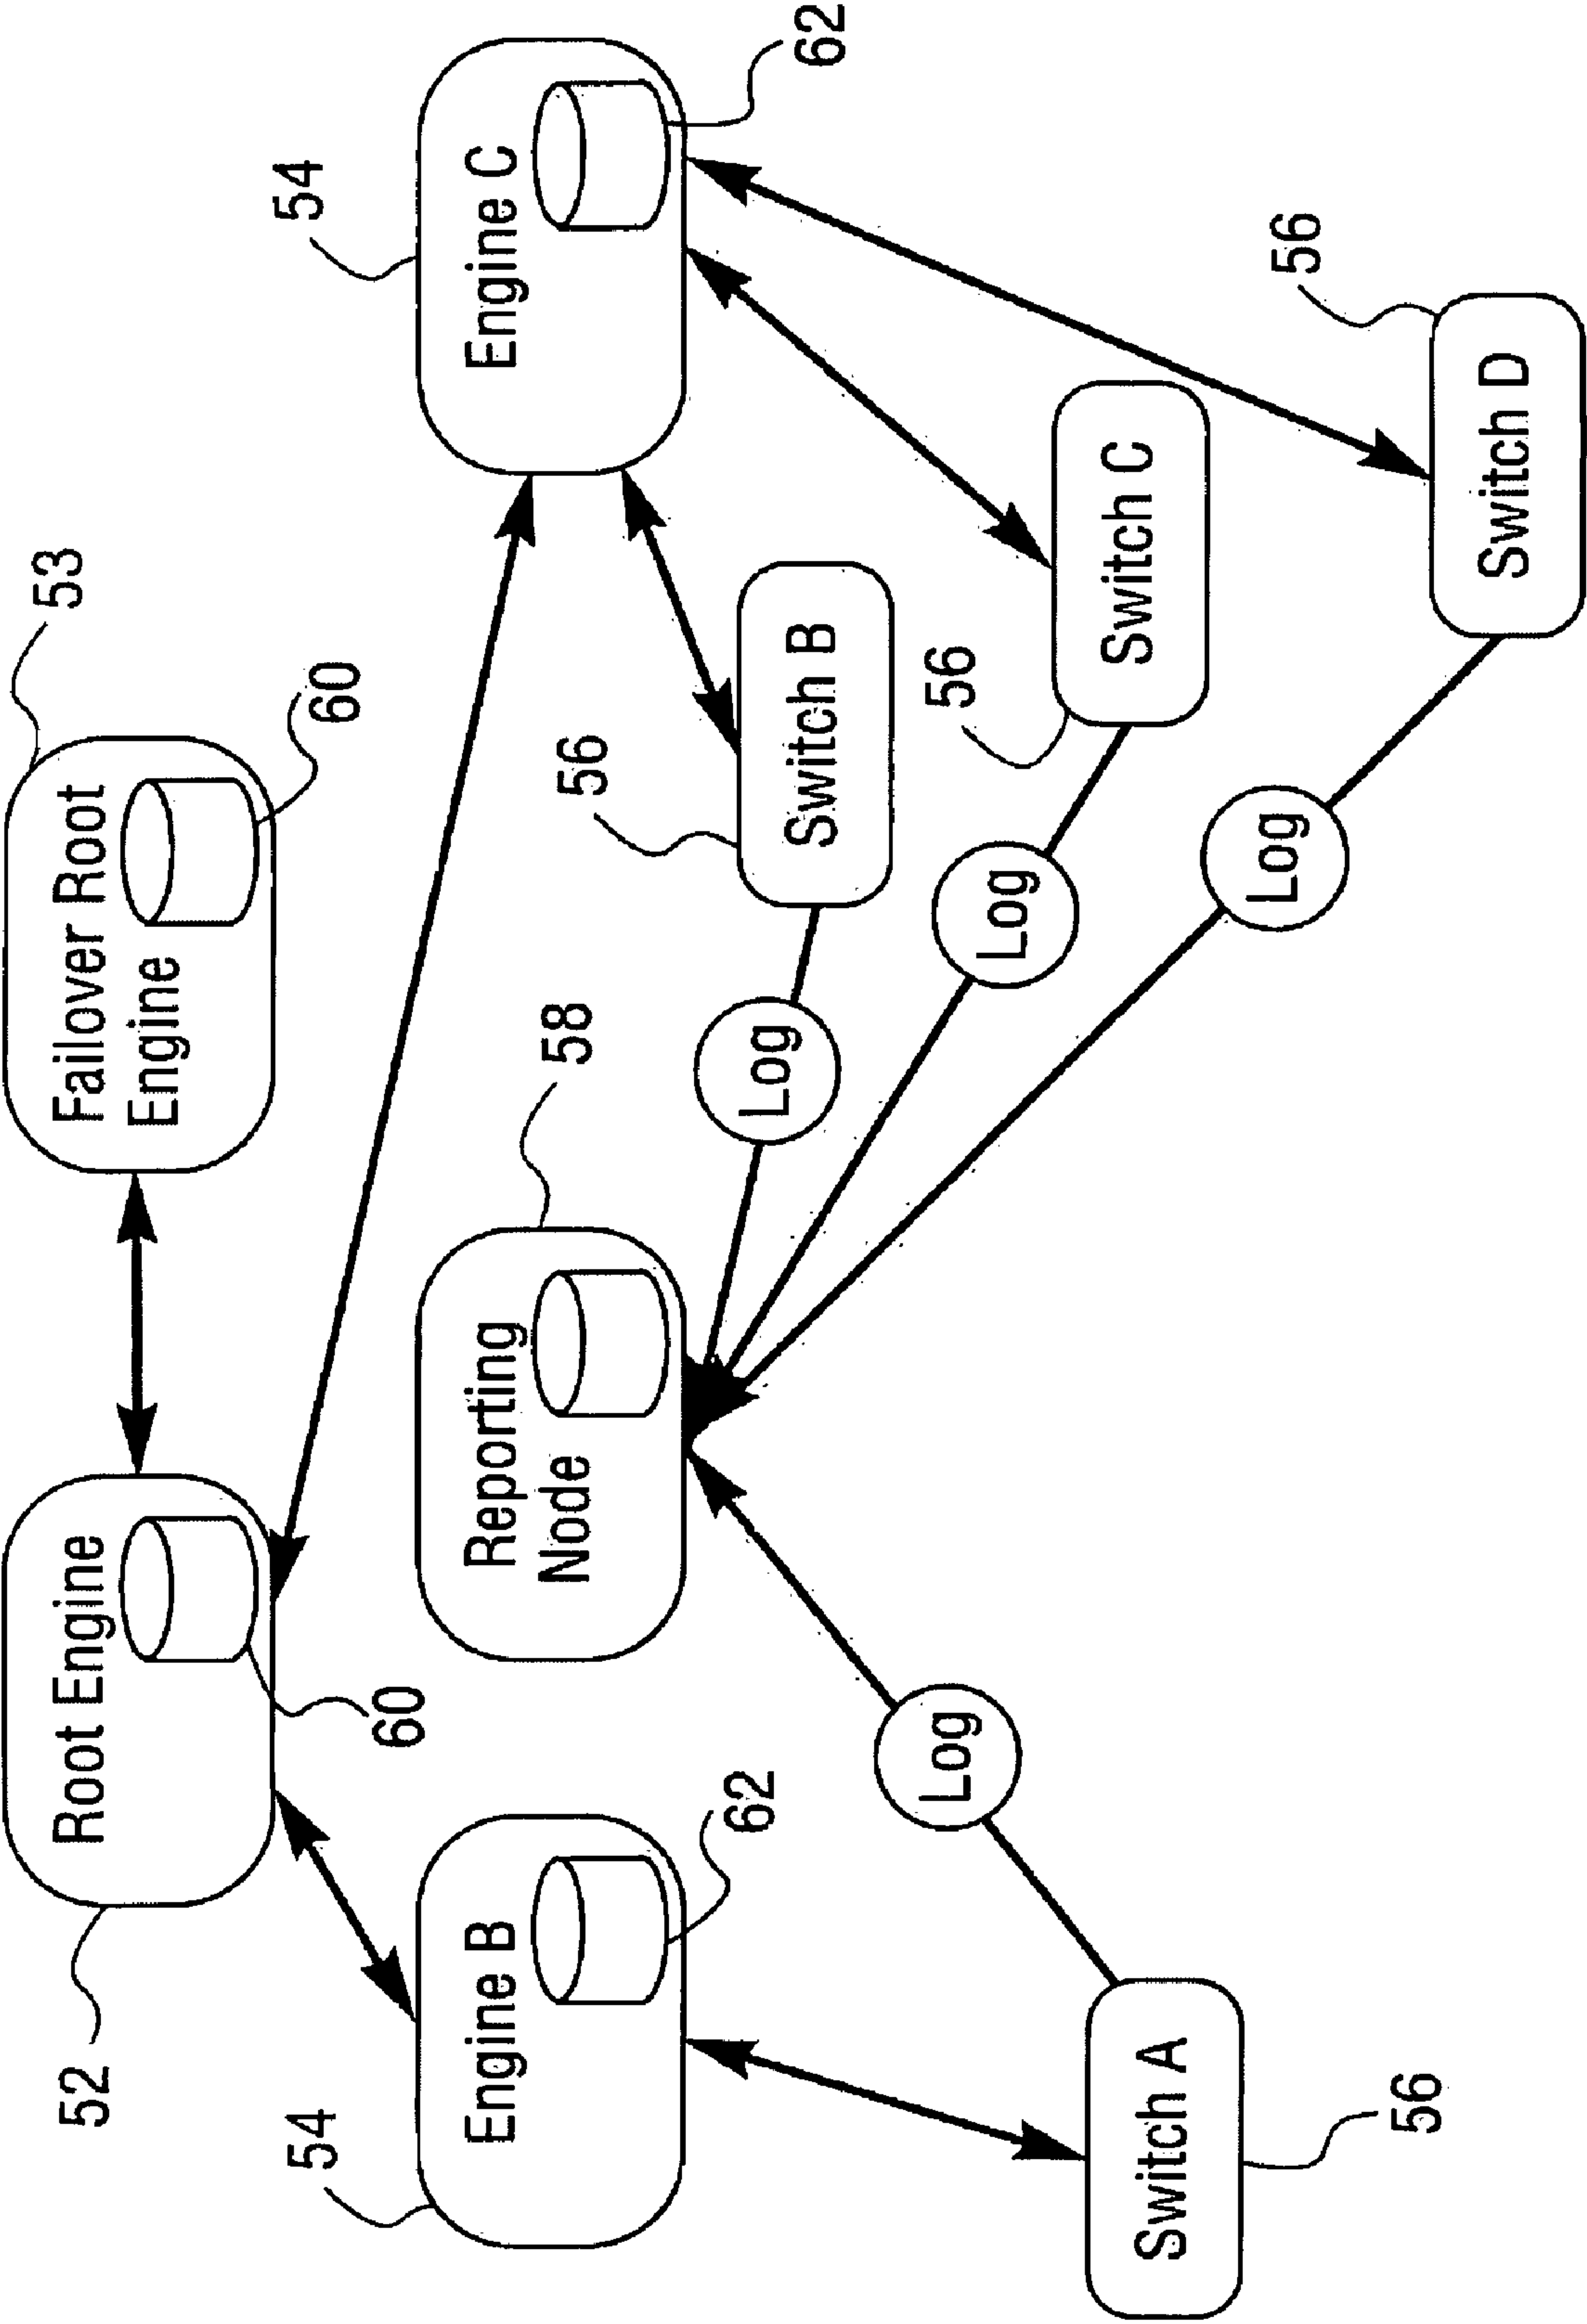 52
Root Engine
60
53
Failover Root
Engine
60
54
Engine B
62
58
Reporting
Node
54
Engine C
62
Switch A
56
Log
Log
56
Switch B
Log
56
Switch C
Log
56
Switch D